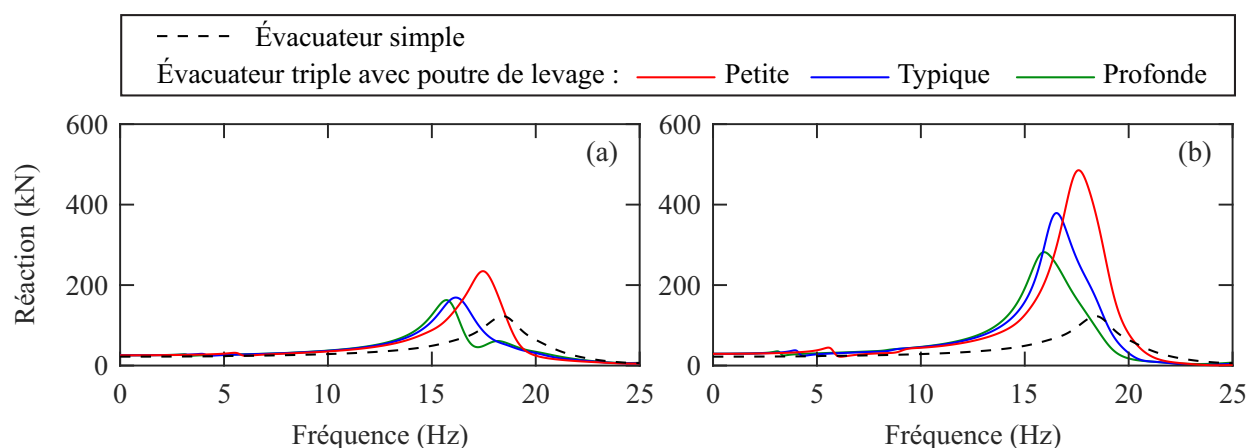 Évacuateur simple
Évacuateur triple avec poutre de levage : Petite Typique Profonde
600
400
200
0
Réaction (kN)
(a)
0 5 10 15 20 25
Fréquence (Hz)
600
400
200
0
(b)
0 5 10 15 20 25
Fréquence (Hz)